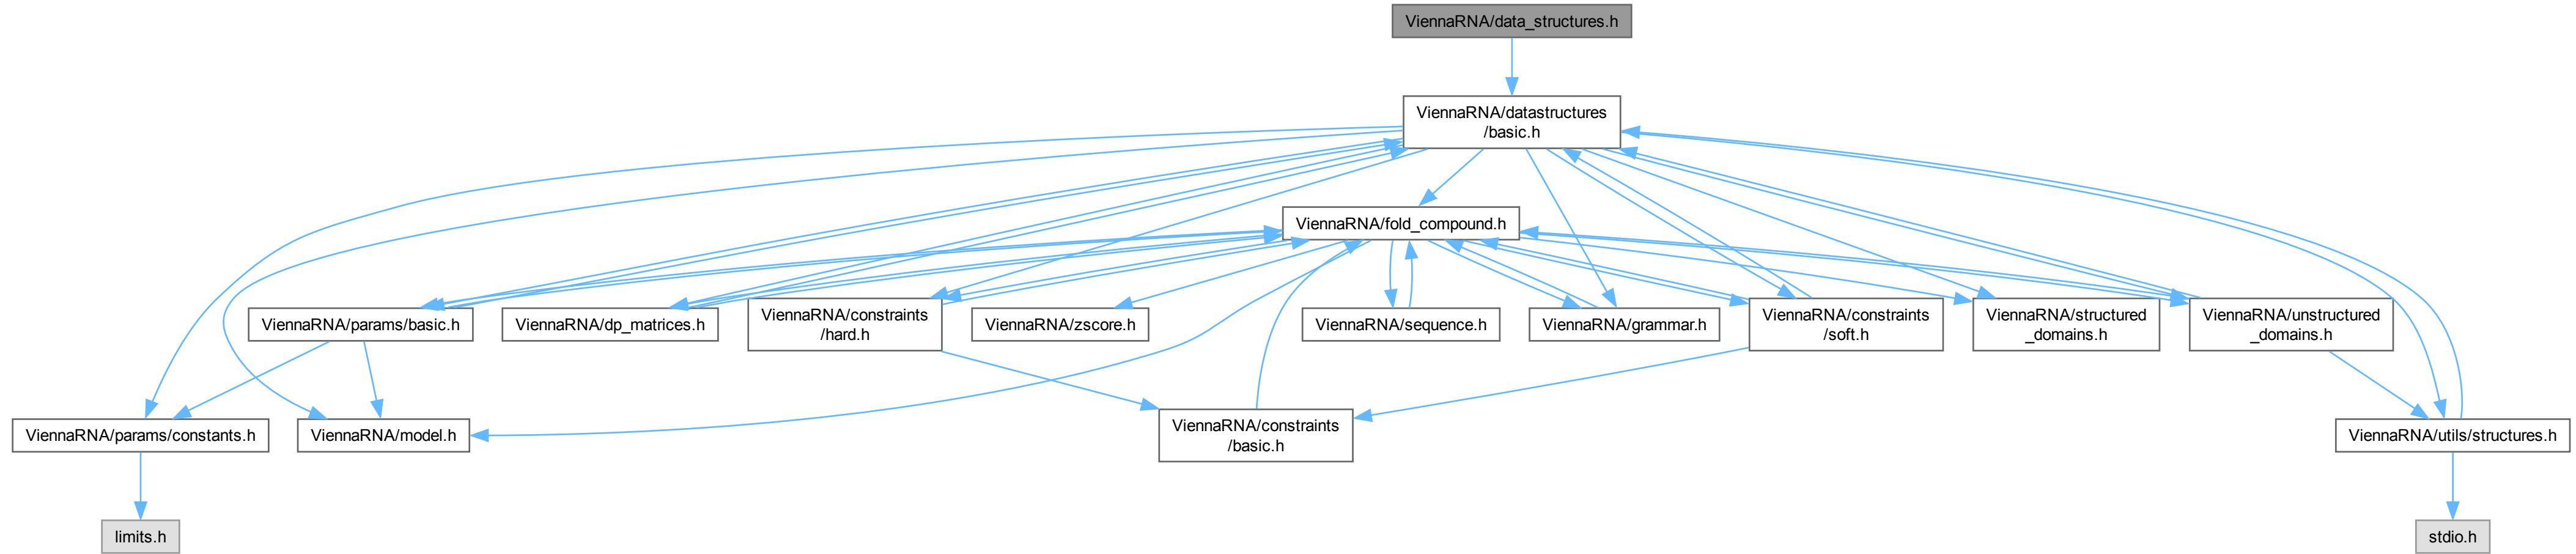 ViennaRNA/data_structures.h
ViennaRNA/datastructures
/basic.h
ViennaRNA/fold_compound.h
ViennaRNA/params/basic.h
ViennaRNA/dp_matrices.h
ViennaRNA/constraints
/hard.h
ViennaRNA/zscore.h
ViennaRNA/sequence.h
ViennaRNA/grammar.h
ViennaRNA/constraints
/soft.h
ViennaRNA/structured
_domains.h
ViennaRNA/unstructured
_domains.h
ViennaRNA/params/constants.h
ViennaRNA/model.h
ViennaRNA/constraints
/basic.h
ViennaRNA/utils/structures.h
limits.h
stdio.h